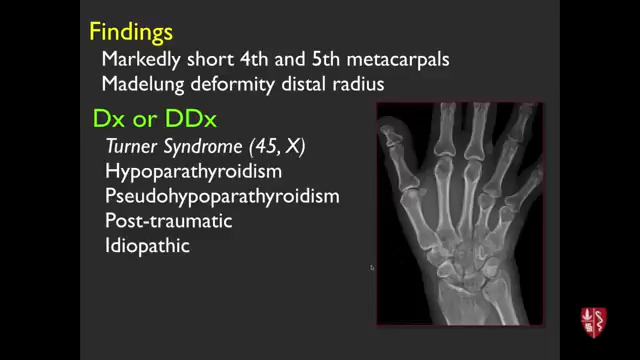 Findings
Markedly short 4th and 5th metacarpals
Madelung deformity distal radius
Dx or DDx
Turner Syndrome (45, X)
Hypoparathyroidism
Pseudohypoparathyroidism
Post-traumatic
Idiopathic